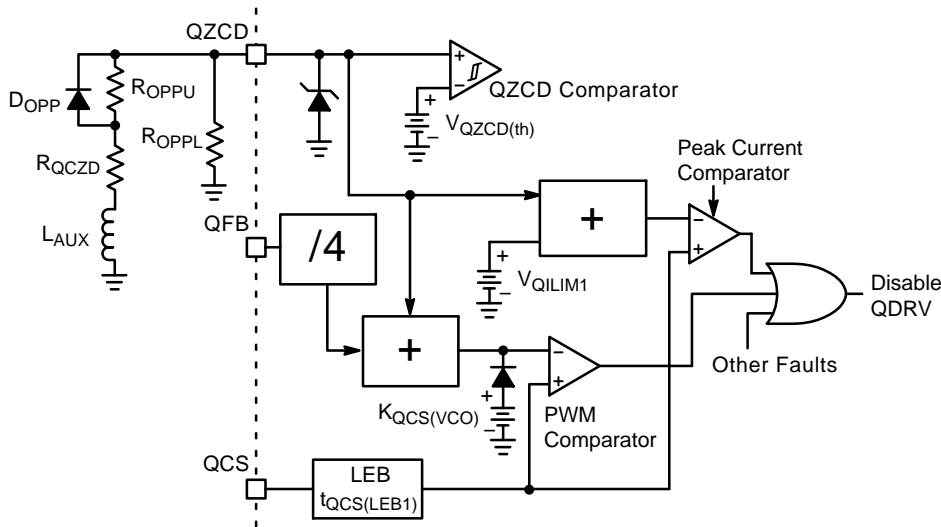 QZCD
DOPP
ROPPU
ROPPL
RQCZD
LAUX
+
−
QZCD Comparator
+
−
VQZCD(th)
Peak Current
Comparator
QFB
/4
+
+
−
VQILIM1
−
+
Disable
QDRV
Other Faults
+
−
+
+
−
KQCS(VCO)
PWM
Comparator
QCS
LEB
tQCS(LEB1)